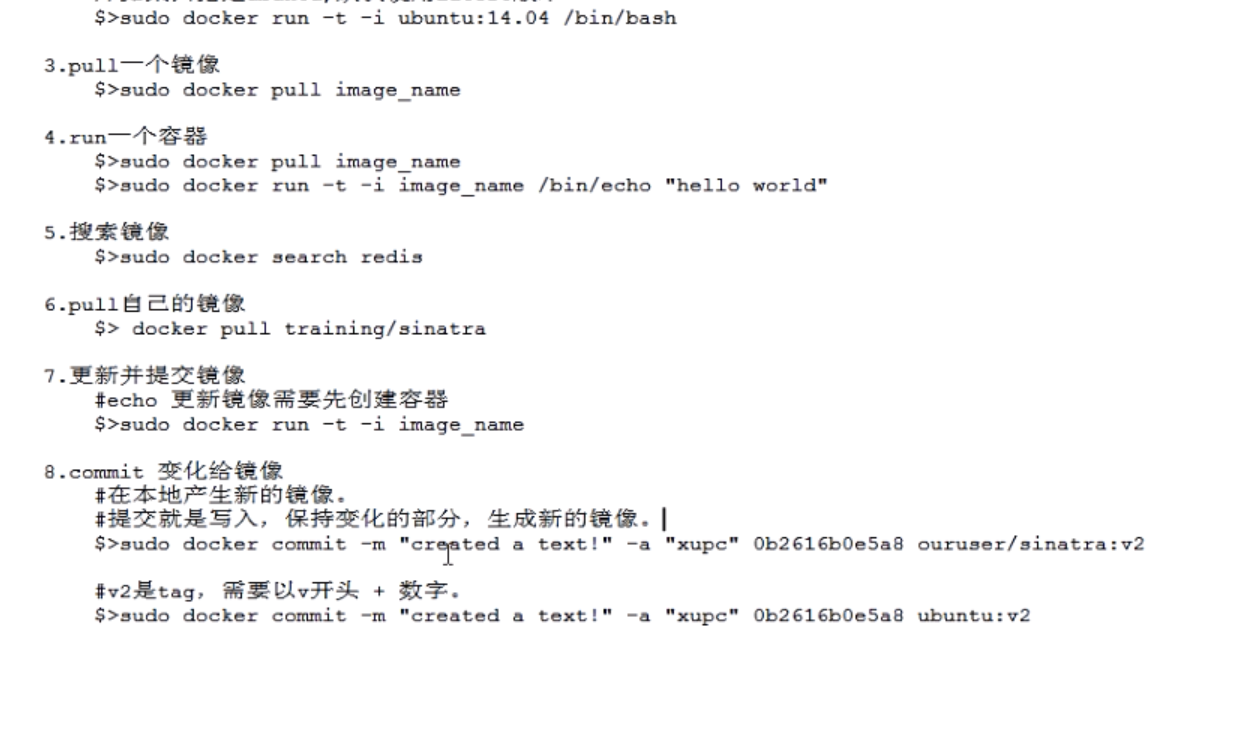 $>sudo docker run -t -i ubuntu:14.04 /bin/bash
3.pull一个镜像
$>sudo docker pull image_name
4.run一个容器
$>sudo docker pull image_name
$>sudo docker run -t -i image_name /bin/echo "hello world"
5.搜索镜像
$>sudo docker search redis
6.pull自己的镜像
$> docker pull training/sinatra
7.更新并提交镜像
#echo 更新镜像需要先创建容器
$>sudo docker run -t -i image_name
8.commit 变化给镜像
#在本地产生新的镜像。
#提交就是写入，保持变化的部分，生成新的镜像。
$>sudo docker commit -m "created a text!" -a "xupc" 0b2616b0e5a8 ouruser/sinatra:v2
#v2是tag，需要以v开头 + 数字。
$>sudo docker commit -m "created a text!" -a "xupc" 0b2616b0e5a8 ubuntu:v2